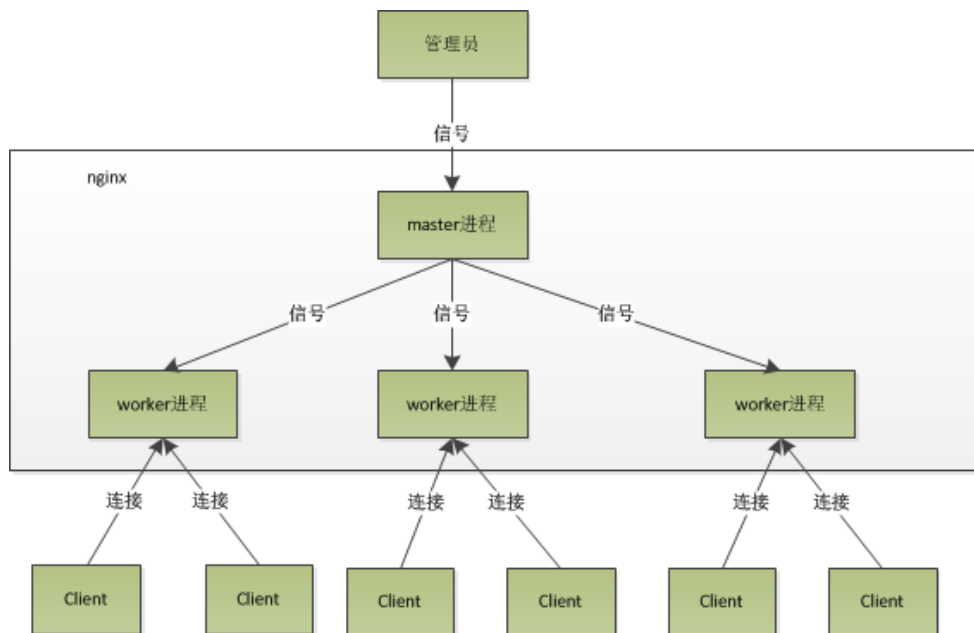 管理员
信号
nginx
master进程
信号
信号
信号
worker进程
worker进程
worker进程
连接
连接
连接
连接
连接
连接
Client
Client
Client
Client
Client
Client